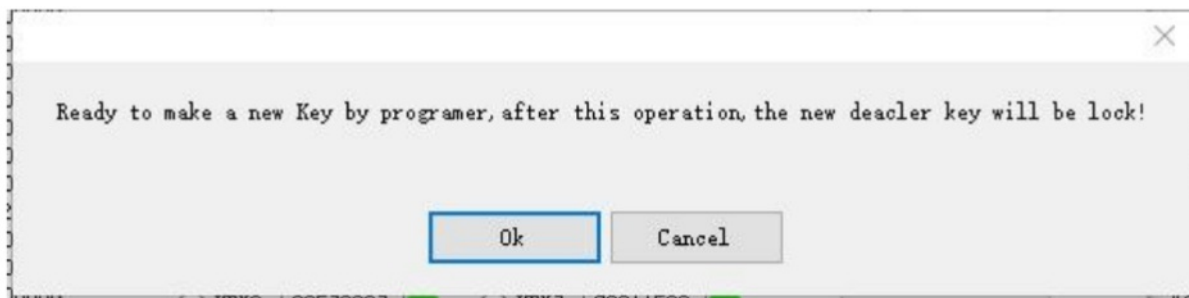 Ready to make a new Key by programer,after this operation,the new deacler key will be lock!
Ok
Cancel